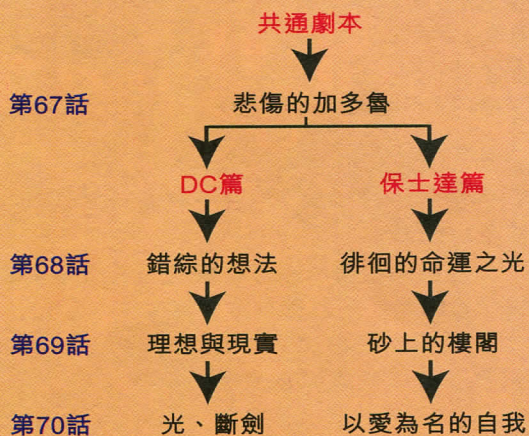 共通劇本
第67話 悲傷的加多魯
DC篇 保士達篇
第68話 錯綜的想法 徘徊的命運之光
第69話 理想與現實 砂上的樓閣
第70話 光、斷劍 以愛為名的自我